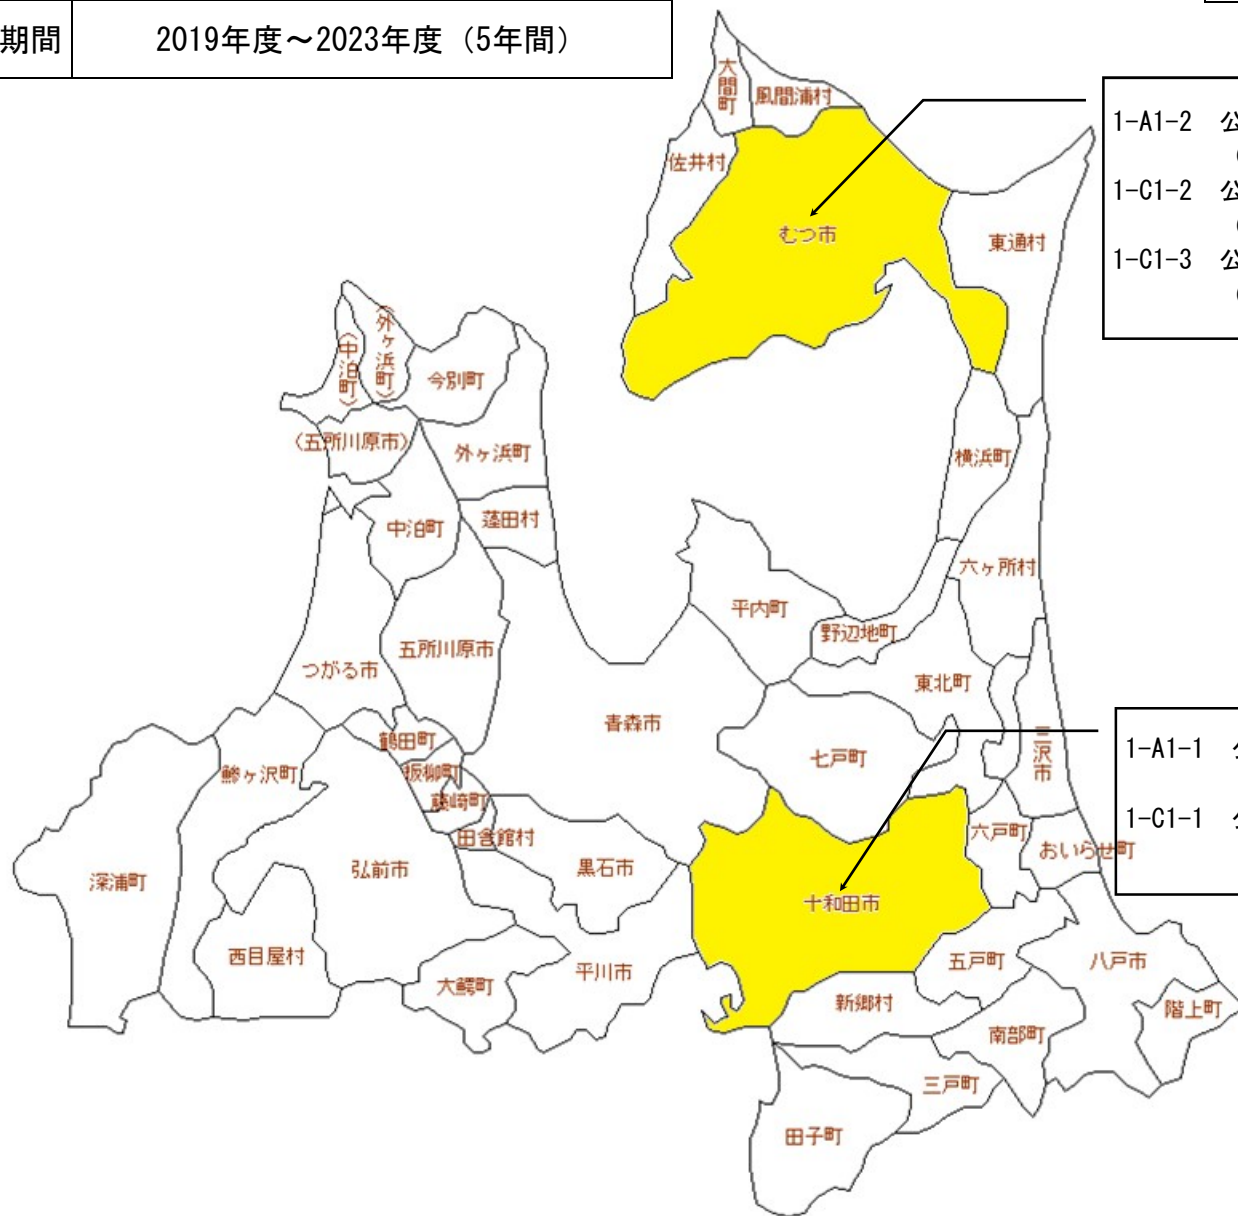 期間
2019年度～2023年度（5年間）
大間町
風間浦村
佐井村
むつ市
東通村
1-A1-2 公
(
1-C1-2 公
(
1-C1-3 公
(
（外ヶ浜町）
（中泊町）
今別町
（五所川原市）
外ヶ浜町
横浜町
中泊町
蓬田村
六ヶ所村
平内町
野辺地町
五所川原市
つがる市
東北町
青森市
鶴田町
三沢市
七戸町
鰺ヶ沢町
板柳町
藤崎町
1-A1-1
1-C1-1
田舎館村
六戸町
おいらせ町
弘前市
黒石市
深浦町
十和田市
西目屋村
五戸町
八戸市
平川市
大鰐町
新郷村
階上町
南部町
三戸町
田子町